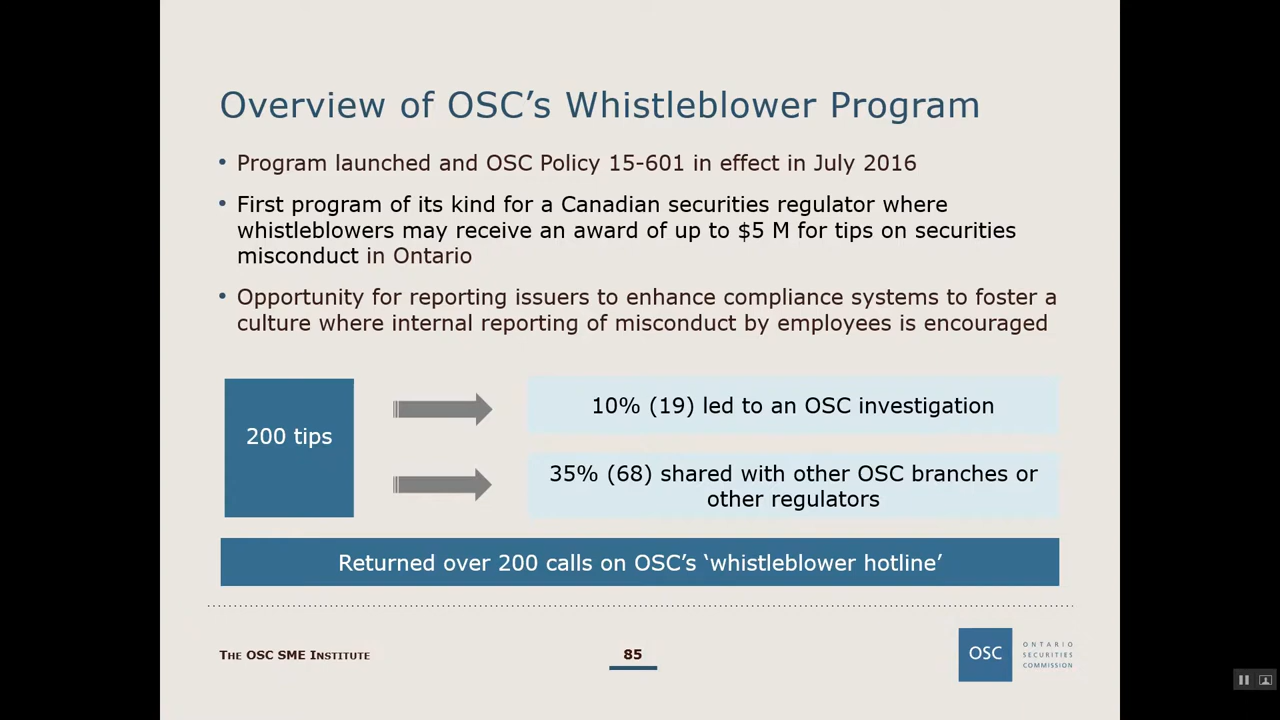 Overview of OSC’s Whistleblower Program
• Program launched and OSC Policy 15-601 in effect in July 2016
• First program of its kind for a Canadian securities regulator where
whistleblowers may receive an award of up to $5 M for tips on securities
misconduct in Ontario
• Opportunity for reporting issuers to enhance compliance systems to foster a
culture where internal reporting of misconduct by employees is encouraged
200 tips
10% (19) led to an OSC investigation
35% (68) shared with other OSC branches or
other regulators
Returned over 200 calls on OSC’s ‘whistleblower hotline’
THE OSC SME INSTITUTE
85
OSC
ONTARIO
SECURITIES
COMMISSION